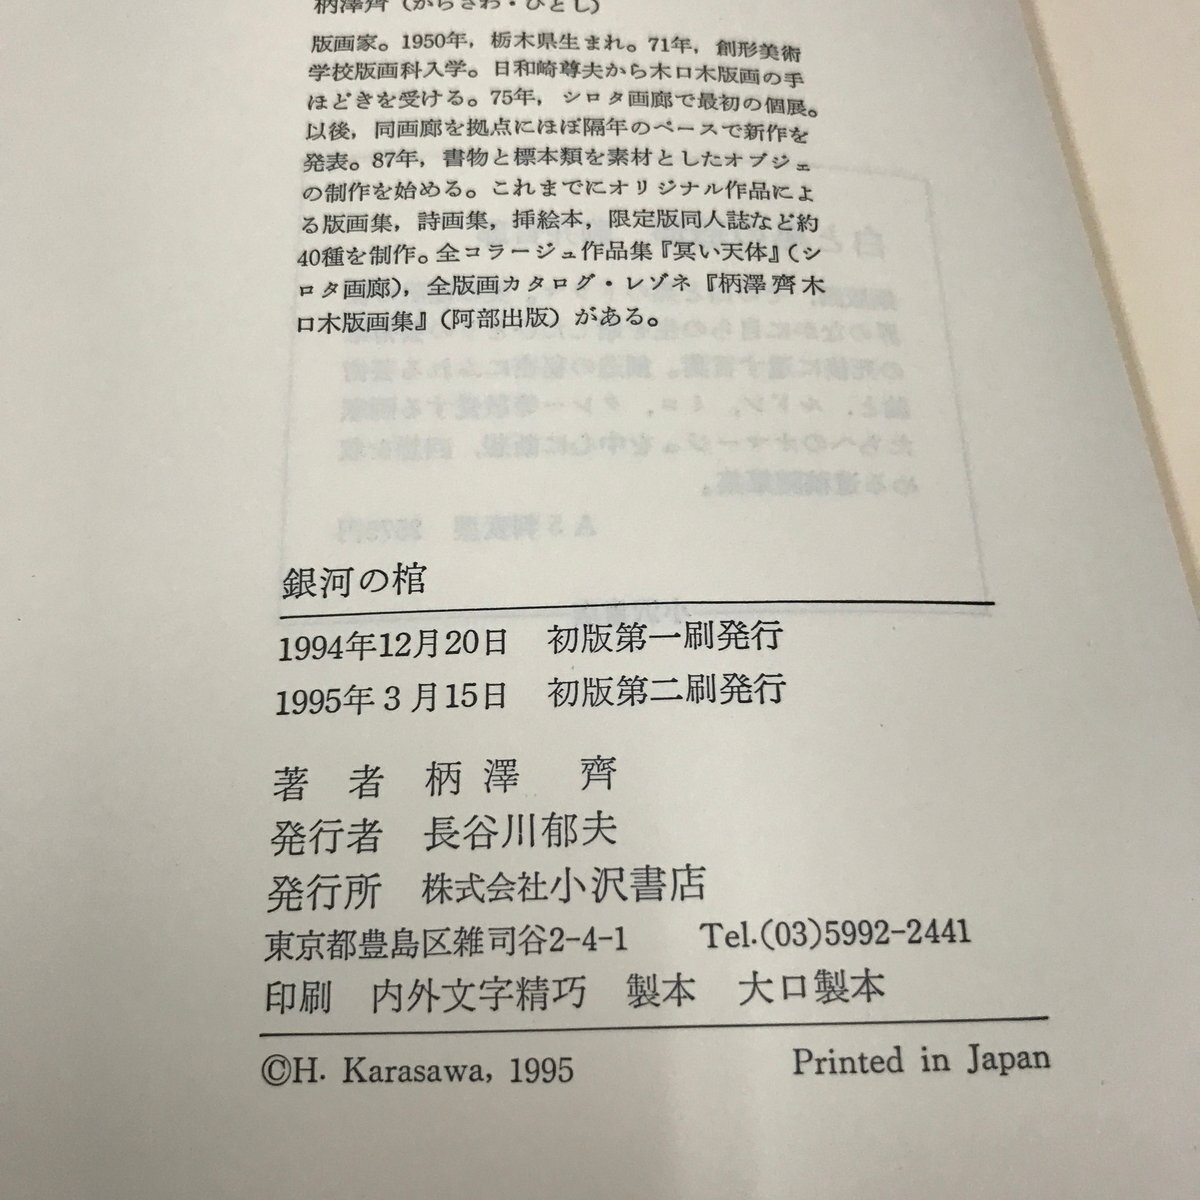 柄澤齊（からさわ・ひとし）
版画家。1950年，栃木県生まれ。71年，創形美術
学校版画科入学。日和崎尊夫から木口木版画の手
ほどきを受ける。75年，シロタ画廊で最初の個展。
以後，同画廊を拠点にほぼ隔年のペースで新作を
発表。87年，書物と標本類を素材としたオブジェ
の制作を始める。これまでにオリジナル作品によ
る版画集，詩画集，挿絵本，限定版同人誌など約
40種を制作。全コラージュ作品集『冥い天体』（シ
ロタ画廊），全版画カタログ・レゾネ『柄澤齊木
口木版画集』（阿部出版）がある。
銀河の棺
1994年12月20日　初版第一刷発行
1995年3月15日　初版第二刷発行
著　者　柄澤　齊
発行者　長谷川郁夫
発行所　株式会社小沢書店
東京都豊島区雑司谷2-4-1　Tel.(03)5992-2441
印刷　内外文字精巧　製本　大口製本
©H. Karasawa, 1995　Printed in Japan